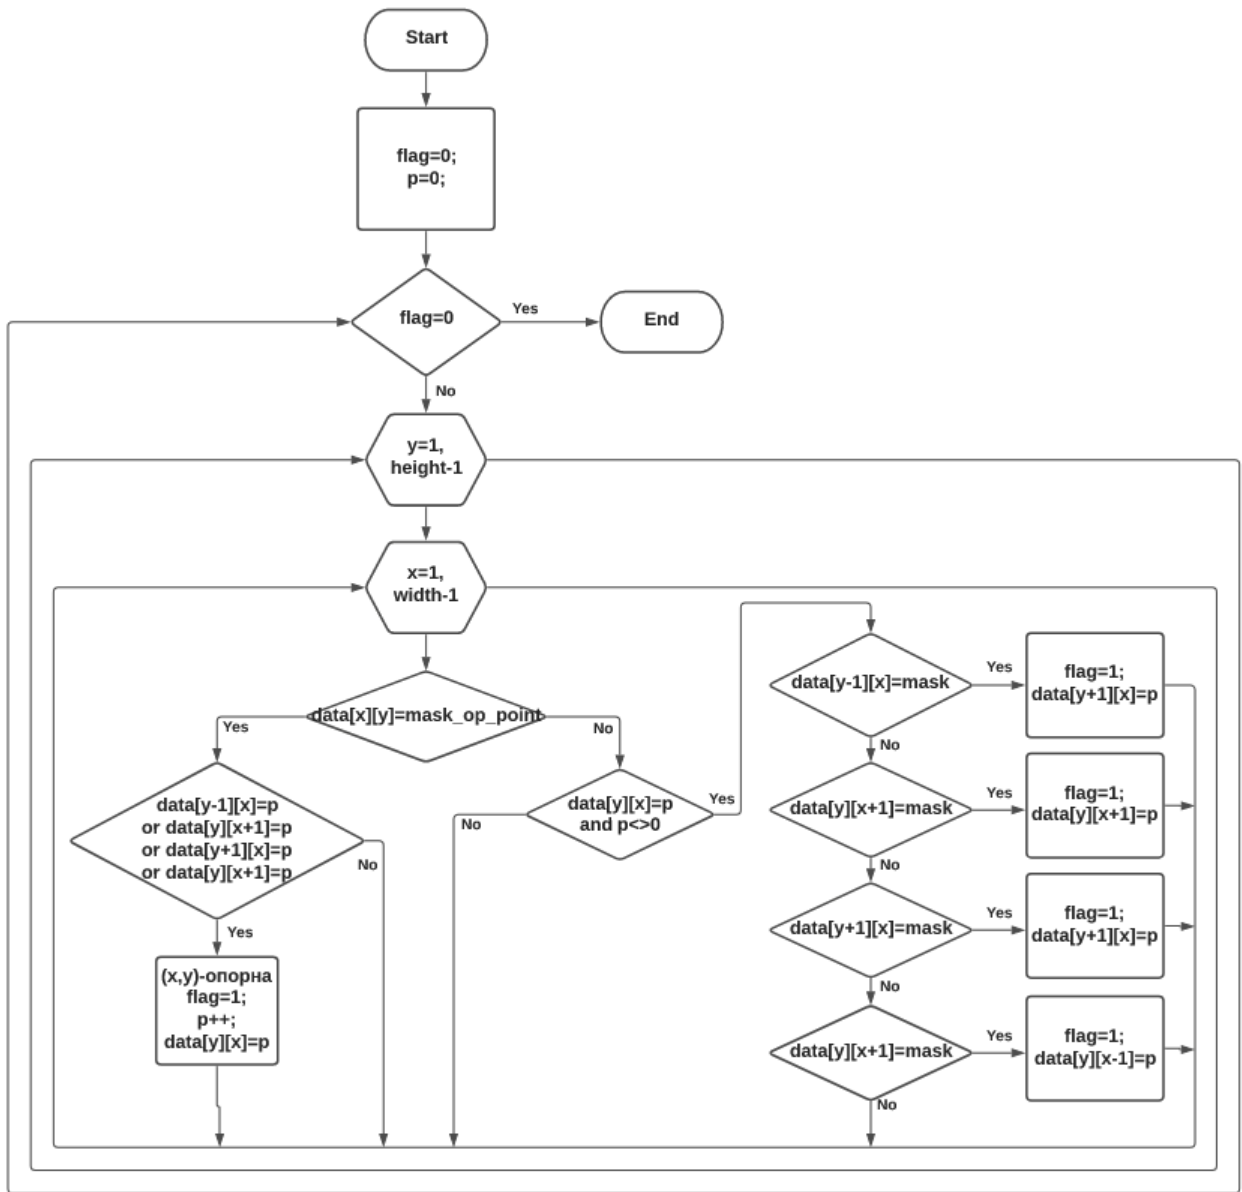 Start
flag=0;
p=0;
flag=0
Yes
End
No
y=1,
height-1
x=1,
width-1
data[x][y]=mask_op_point
Yes
No
data[y-1][x]=p
or data[y][x+1]=p
or data[y+1][x]=p
or data[y][x+1]=p
No
Yes
(x,y)-опорна
flag=1;
p++;
data[y][x]=p
data[y][x]=p
and p<>0
No
Yes
data[y-1][x]=mask
Yes
flag=1;
data[y+1][x]=p
No
data[y][x+1]=mask
Yes
flag=1;
data[y][x+1]=p
No
data[y+1][x]=mask
Yes
flag=1;
data[y+1][x]=p
No
data[y][x+1]=mask
Yes
flag=1;
data[y][x-1]=p
No